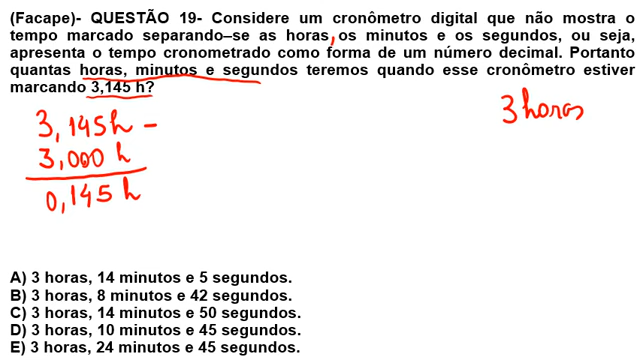 (Facape)- QUESTÃO 19- Considere um cronômetro digital que não mostra o
tempo marcado separando–se as horas, os minutos e os segundos, ou seja,
apresenta o tempo cronometrado como forma de um número decimal. Portanto
quantas horas, minutos e segundos teremos quando esse cronômetro estiver
marcando 3,145 h?
3 horas
3,145h -
3,000 h
0,145 h
A) 3 horas, 14 minutos e 5 segundos.
B) 3 horas, 8 minutos e 42 segundos.
C) 3 horas, 14 minutos e 50 segundos.
D) 3 horas, 10 minutos e 45 segundos.
E) 3 horas, 24 minutos e 45 segundos.